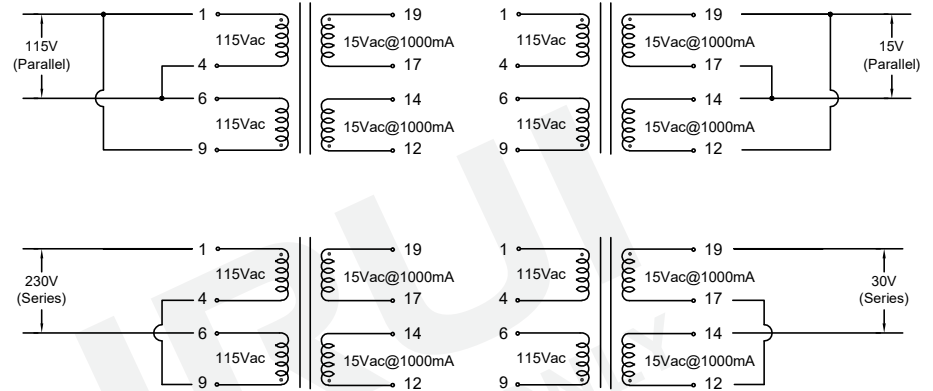 1 19 1 19
115V 115Vac 15Vac@1000mA 115Vac 15Vac@1000mA 15V
(Parallel) 4 17 4 17 (Parallel)
6 14 6 14
115Vac 15Vac@1000mA 115Vac 15Vac@1000mA
9 12 9 12
1 19 1 19
230V 115Vac 15Vac@1000mA 115Vac 15Vac@1000mA 30V
(Series) 4 17 4 17 (Series)
6 14 6 14
115Vac 15Vac@1000mA 115Vac 15Vac@1000mA
9 12 9 12